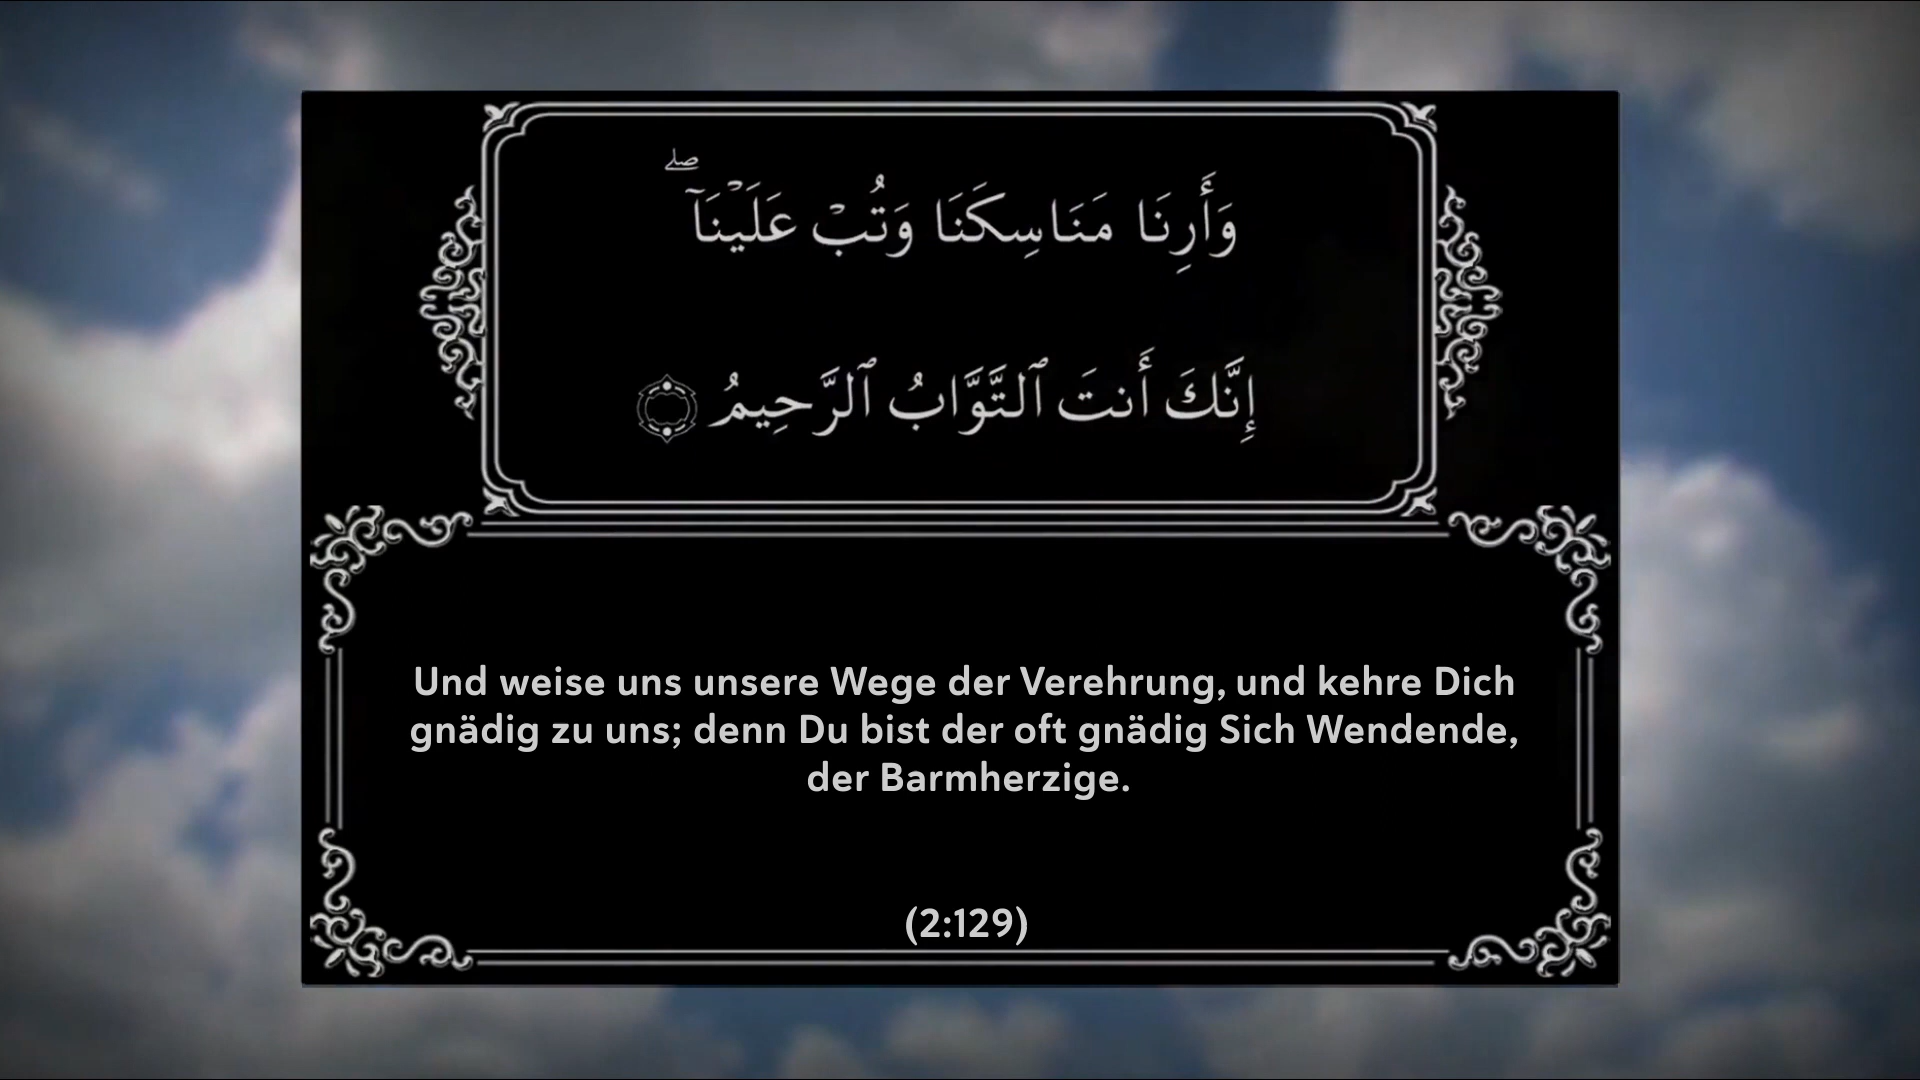 وَأَرِنَا مَنَاسِكَنَا وَتُبۡ عَلَيۡنَآۖ
إِنَّكَ أَنتَ ٱلتَّوَّابُ ٱلرَّحِيمُ ۝
Und weise uns unsere Wege der Verehrung, und kehre Dich
gnädig zu uns; denn Du bist der oft gnädig Sich Wendende,
der Barmherzige.
(2:129)